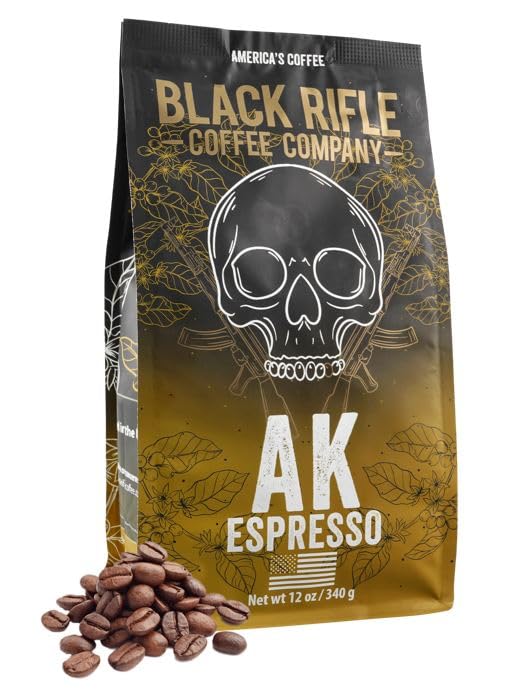 AMERICA'S COFFEE
BLACK RIFLE
COFFEE COMPANY
AK
ESPRESSO
Net wt 12 oz / 340 g